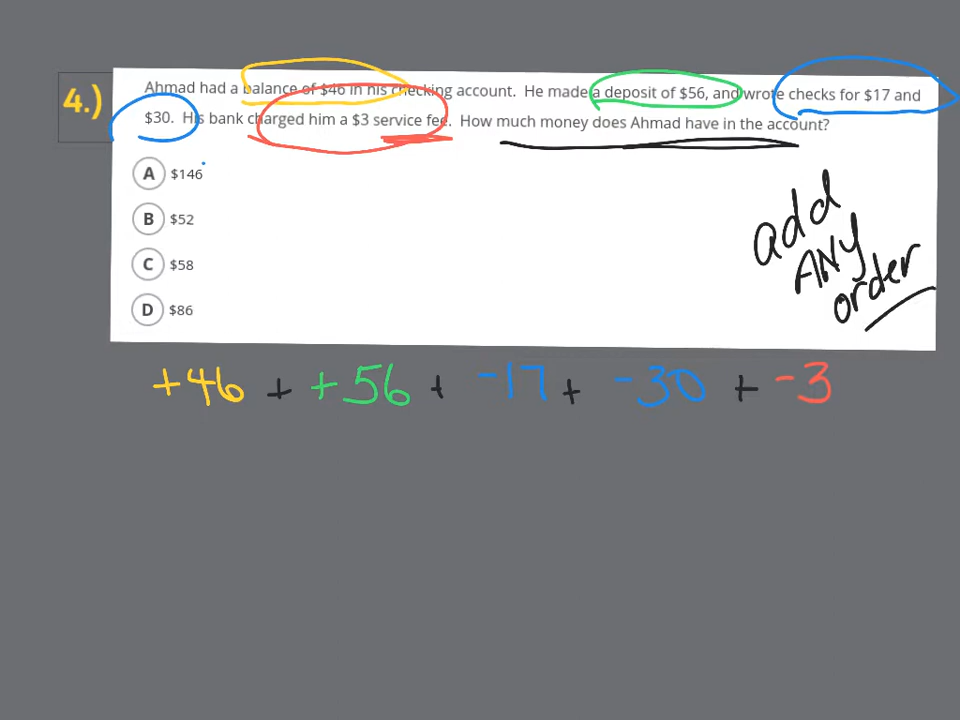 4.)
Ahmad had a balance of $46 in his checking account. He made a deposit of $56, and wrote checks for $17 and
$30. His bank charged him a $3 service fee. How much money does Ahmad have in the account?
A $146
B $52
C $58
D $86
add
ANY
order
+46 + +56 + -17 + -30 + -3